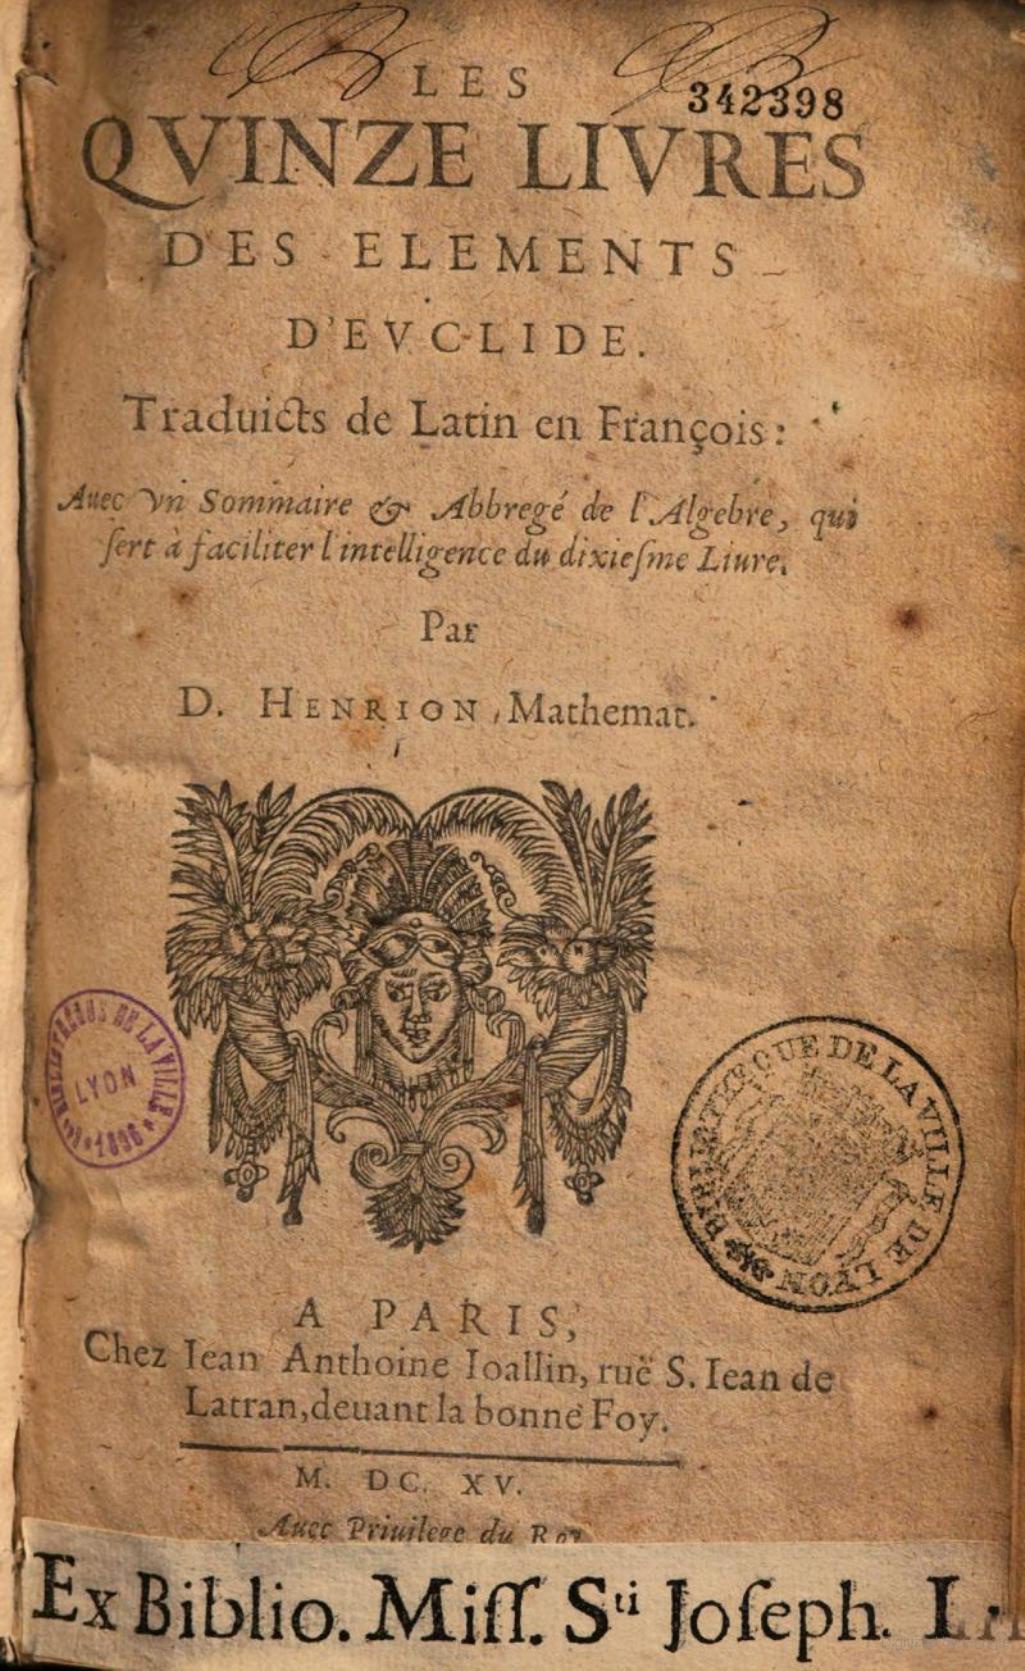 LES
342398
QVINZE LIVRES
DES ELEMENTS
D'EVCLIDE.
Traduicts de Latin en François:
Auec vn Sommaire & Abbregé de l'Algebre, qui
ſert à faciliter l'intelligence du dixieſme Liure.
Par
D. HENRION, Mathemat.
BIBLIOTHEQUE DE LA VILLE
LYON
BIBLIOTHEQUE DE LA VILLE DE LYON
A PARIS,
Chez Iean Anthoine Ioallin, ruë S. Iean de
Latran, deuant la bonne Foy.
M. DC. XV.
Auec Priuilege du Roy
Ex Biblio. Miſſ. Sti Joſeph.